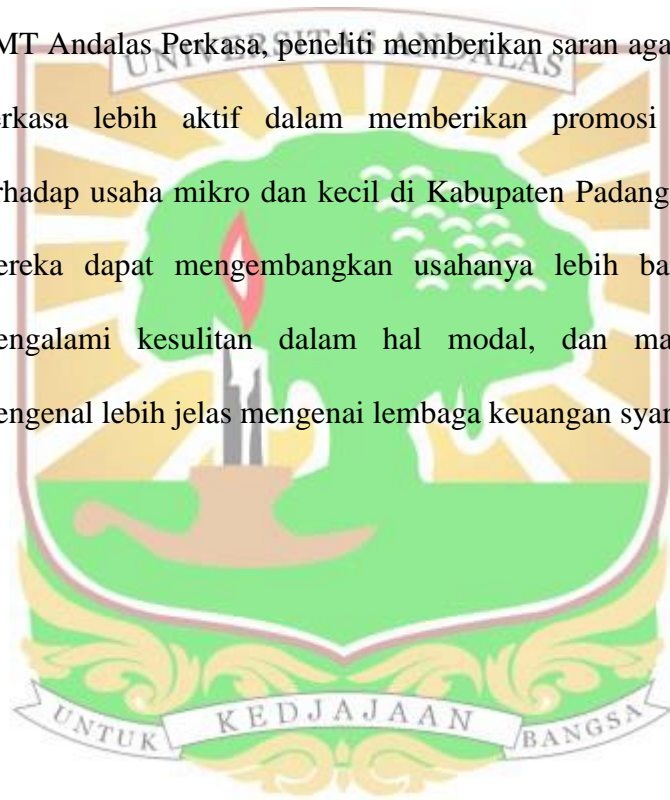 UNIVERSITAS ANDALAS
MT Andalas Perkasa, peneliti memberikan saran aga
erkasa lebih aktif dalam memberikan promosi
rhadap usaha mikro dan kecil di Kabupaten Padang
ereka dapat mengembangkan usahanya lebih ba
engalami kesulitan dalam hal modal, dan ma
engenal lebih jelas mengenai lembaga keuangan syar
UNTUK KEDJAJAAN BANGSA